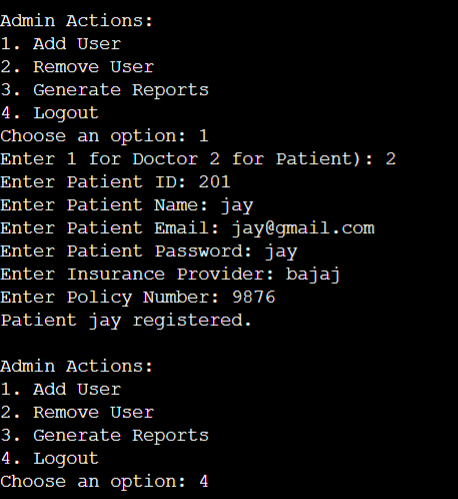 Admin Actions:
1. Add User
2. Remove User
3. Generate Reports
4. Logout
Choose an option: 1
Enter 1 for Doctor 2 for Patient): 2
Enter Patient ID: 201
Enter Patient Name: jay
Enter Patient Email: jay@gmail.com
Enter Patient Password: jay
Enter Insurance Provider: bajaj
Enter Policy Number: 9876
Patient jay registered.

Admin Actions:
1. Add User
2. Remove User
3. Generate Reports
4. Logout
Choose an option: 4